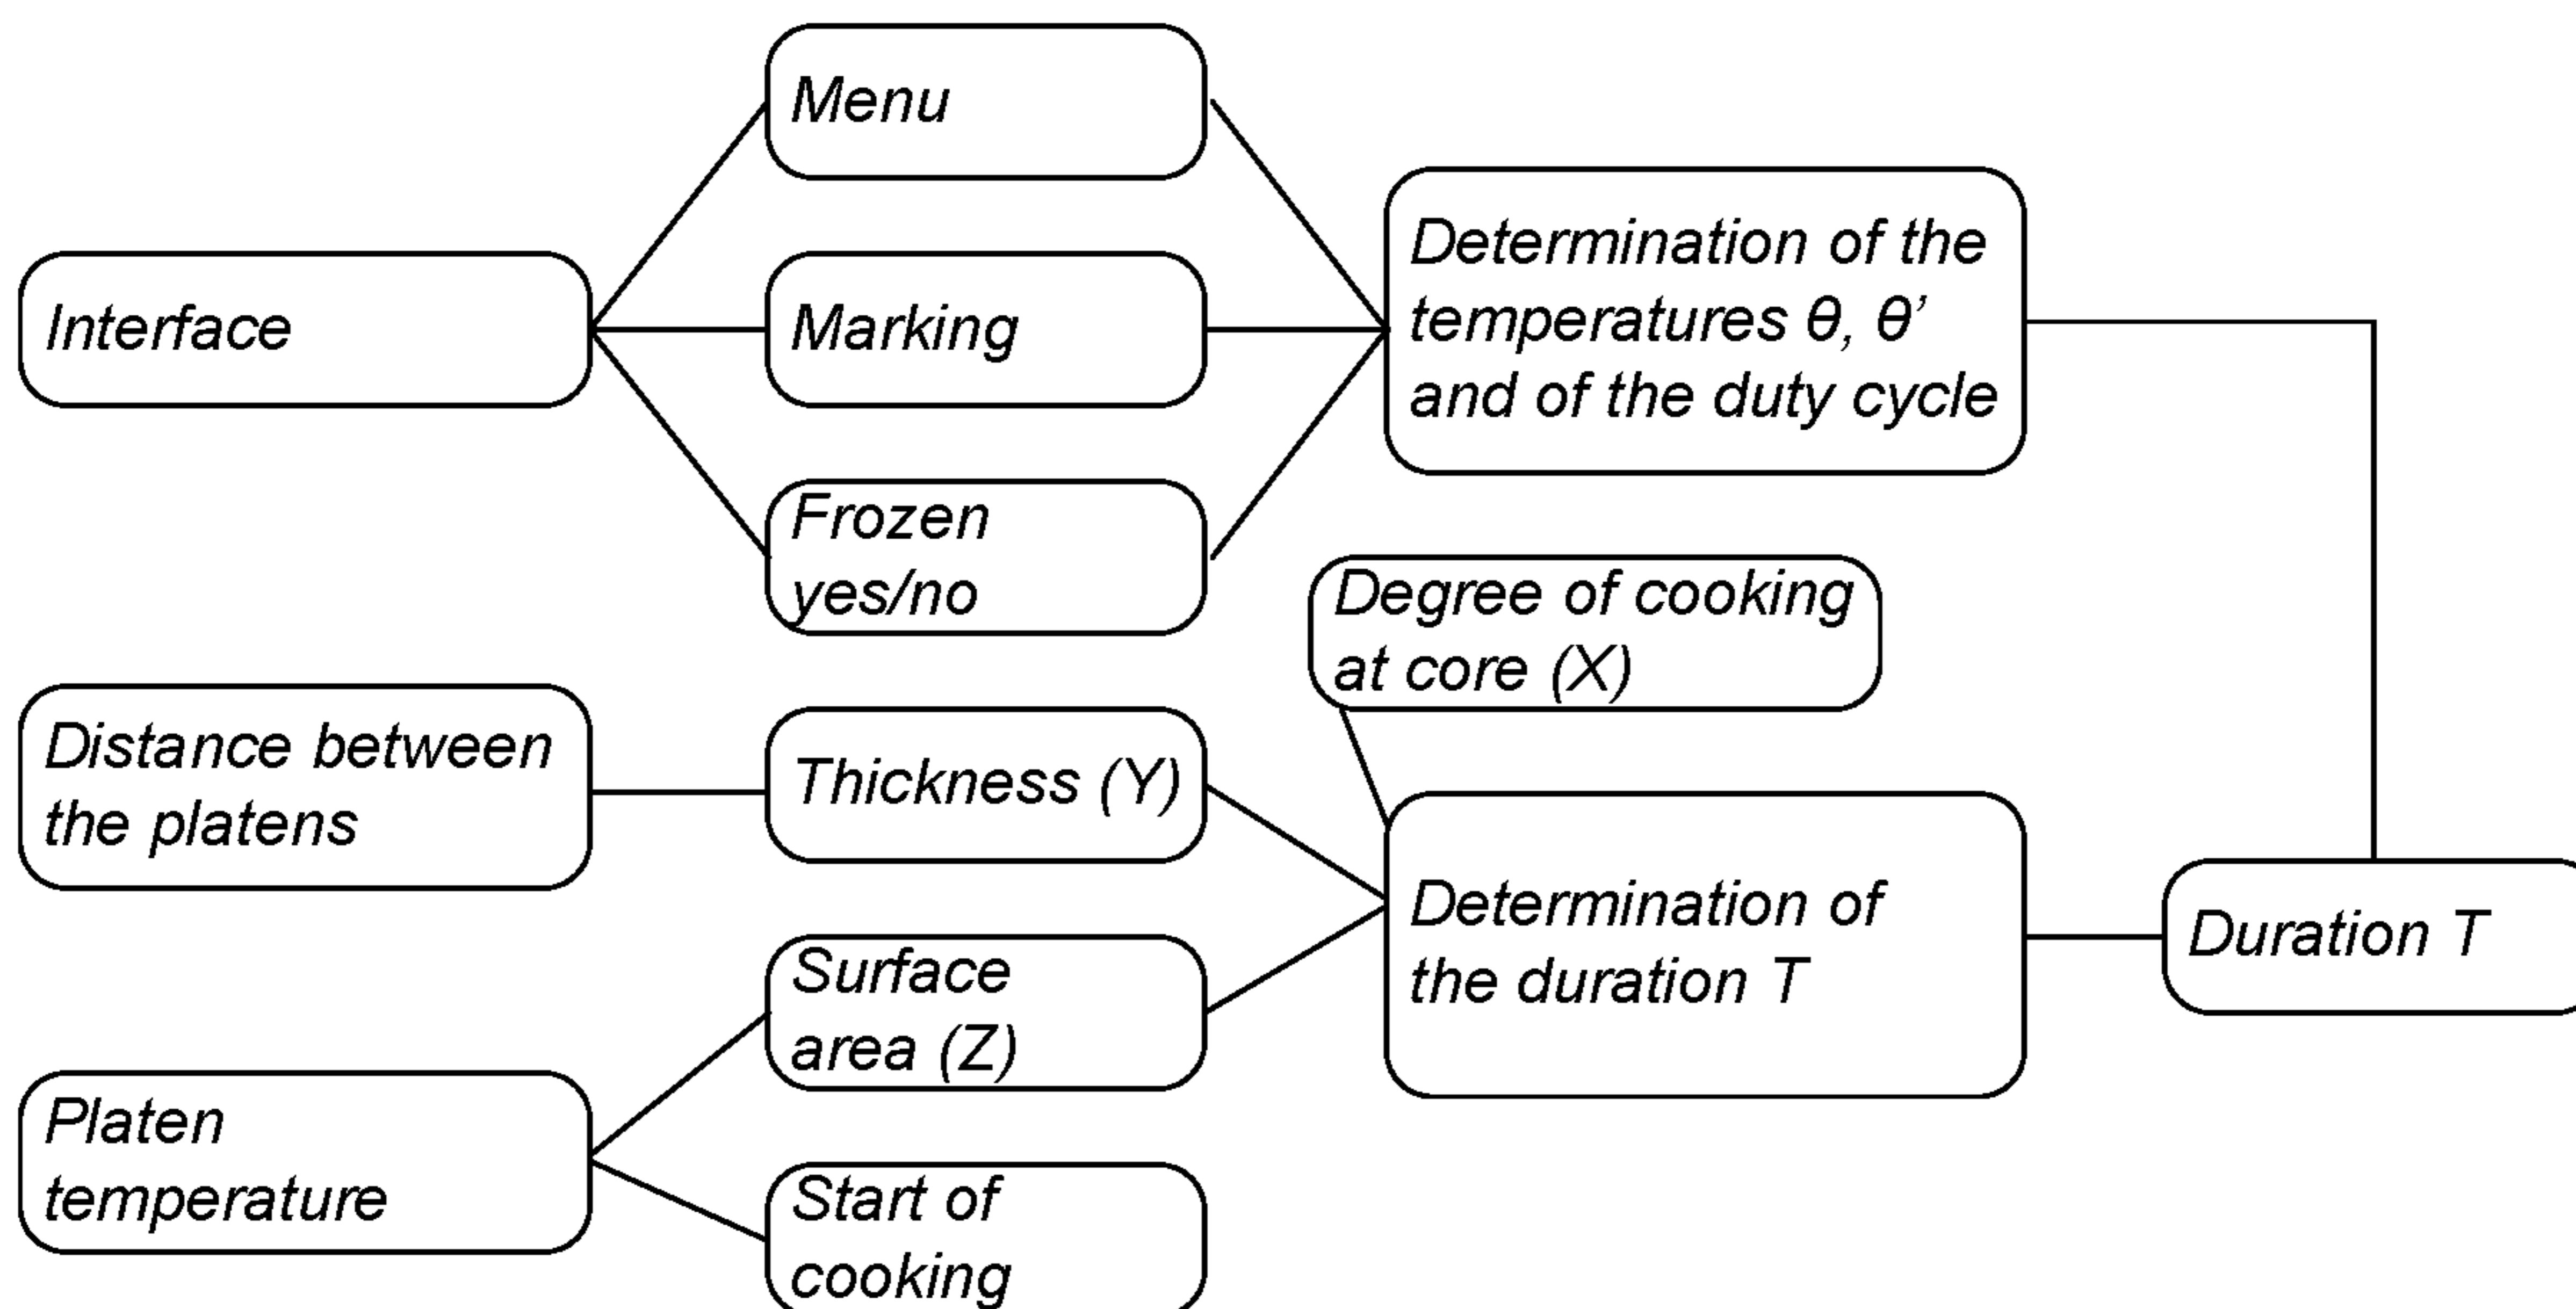 Menu
Interface
Marking
Frozen
yes/no
Determination of the
temperatures θ, θ’
and of the duty cycle
Degree of cooking
at core (X)
Distance between
the platens
Thickness (Y)
Surface
area (Z)
Determination of
the duration T
Duration T
Platen
temperature
Start of
cooking